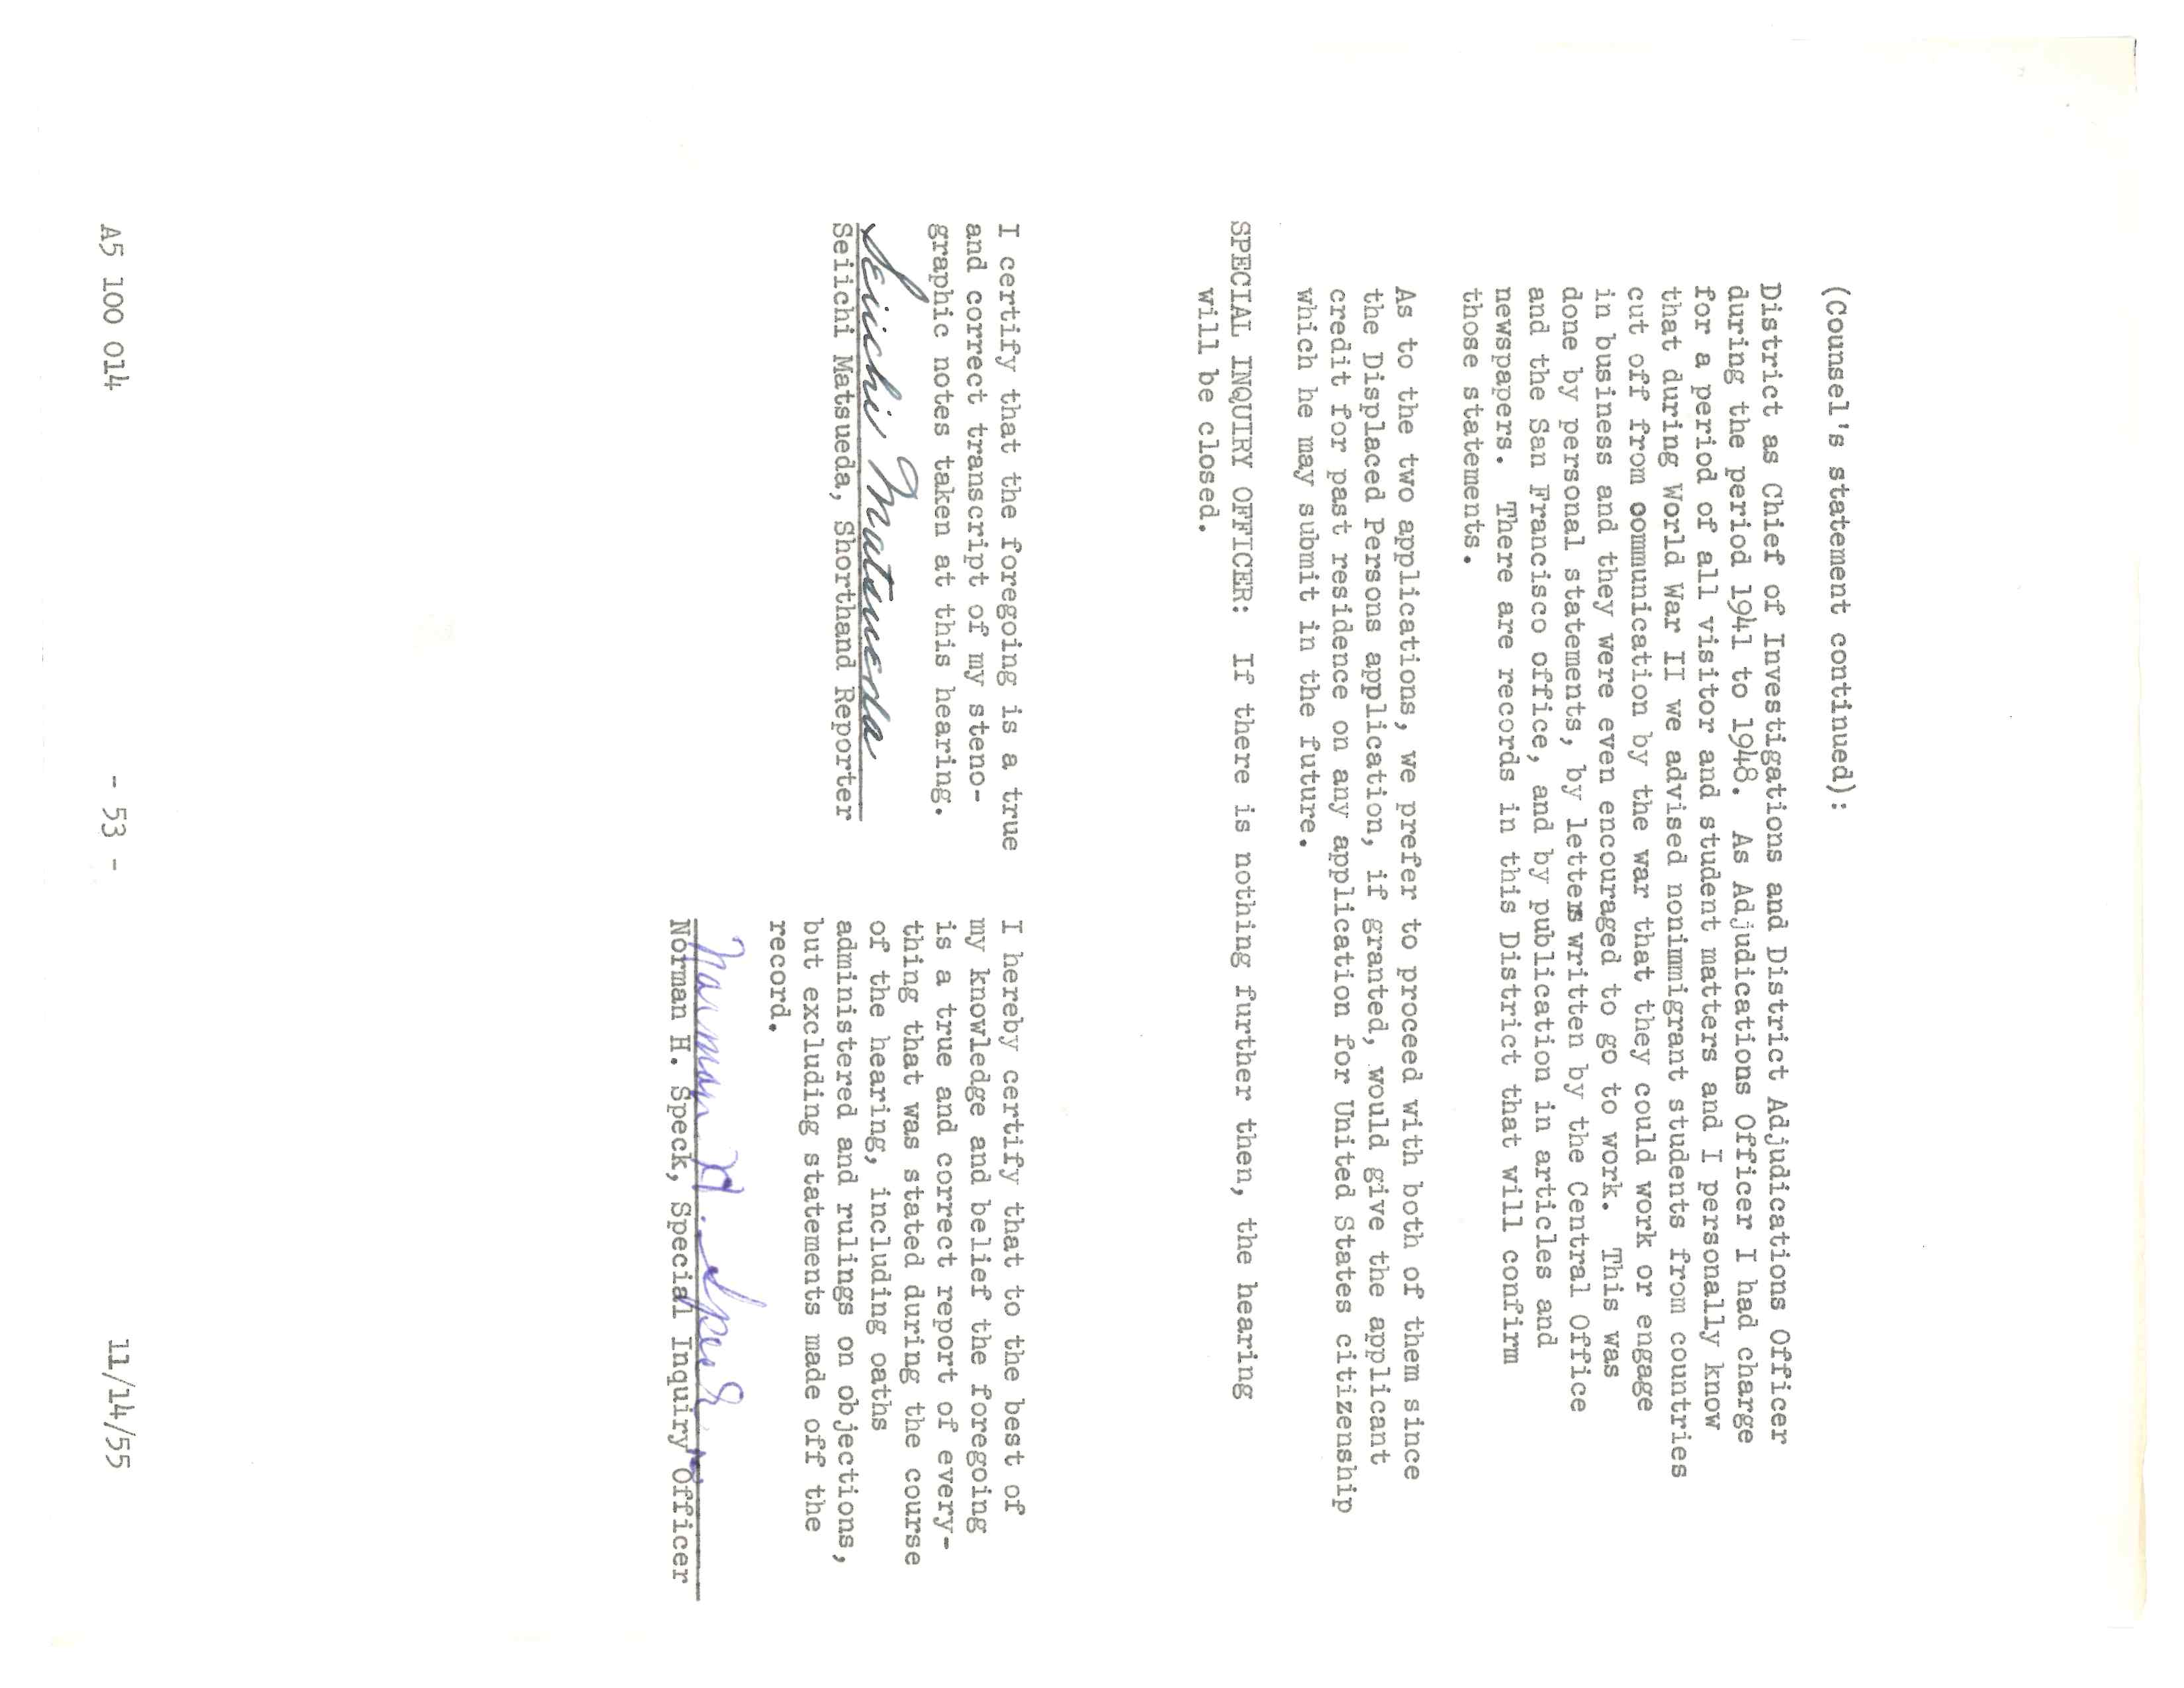 (Counsel's statement continued):
District as Chief of Investigations and District Adjudications Officer
during the period 1941 to 1948. As Adjudications Officer I had charge
for a period of all visitor and student matters and I personally know
that during World War II we advised nonimmigrant students from countries
cut off from communication by the war that they could work or engage
in business and they were even encouraged to go to work. This was
done by personal statements, by letters written by the Central Office
and the San Francisco office, and by publication in articles and
newspapers. There are records in this District that will confirm
those statements.
As to the two applications, we prefer to proceed with both of them since
the Displaced Persons application, if granted, would give the applicant
credit for past residence on any application for United States citizenship
which he may submit in the future.
SPECIAL INQUIRY OFFICER: If there is nothing further then, the hearing
will be closed.
I certify that the foregoing is a true
and correct transcript of my steno-
graphic notes taken at this hearing.
Seiichi Matsueda
Seiichi Matsueda, Shorthand Reporter
I hereby certify that to the best of
my knowledge and belief the foregoing
is a true and correct report of every-
thing that was stated during the course
of the hearing, including oaths
administered and rulings on objections,
but excluding statements made off the
record.
Norman H. Speck
Norman H. Speck, Special Inquiry Officer
A5 100 014
- 53 -
11/14/55